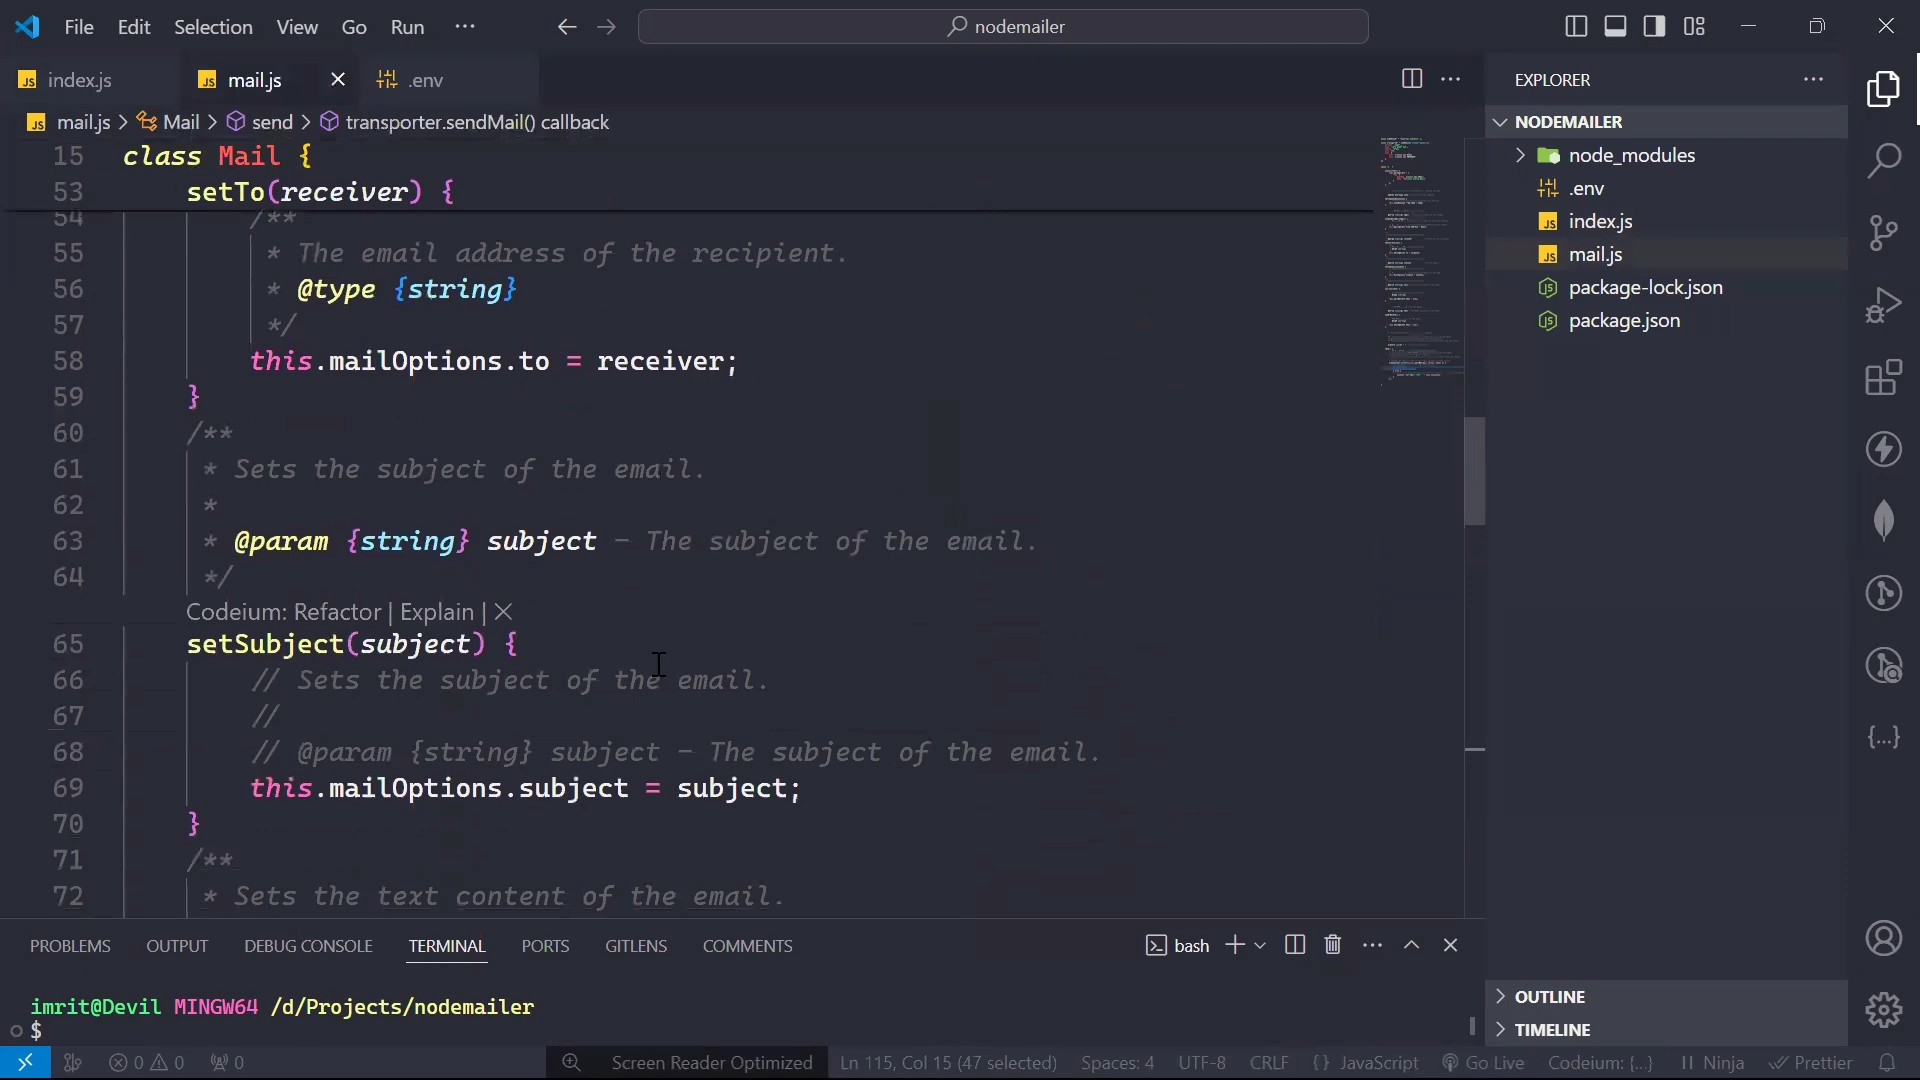 File Edit Selection View Go Run ···
nodemailer
index.js mail.js .env
mail.js > Mail > send > transporter.sendMail() callback
15 class Mail {
53 setTo(receiver) {
54 /**
55 * The email address of the recipient.
56 * @type {string}
57 */
58 this.mailOptions.to = receiver;
59 }
60 /**
61 * Sets the subject of the email.
62 *
63 * @param {string} subject - The subject of the email.
64 */
Codeium: Refactor | Explain | X
65 setSubject(subject) {
66 // Sets the subject of the email.
67 //
68 // @param {string} subject - The subject of the email.
69 this.mailOptions.subject = subject;
70 }
71 /**
72 * Sets the text content of the email.
EXPLORER
NODEMAILER
node_modules
.env
index.js
mail.js
package-lock.json
package.json
OUTLINE
TIMELINE
PROBLEMS OUTPUT DEBUG CONSOLE TERMINAL PORTS GITLENS COMMENTS
bash
imrit@Devil MINGW64 /d/Projects/nodemailer
$
0 0 0 Screen Reader Optimized Ln 115, Col 15 (47 selected) Spaces: 4 UTF-8 CRLF {} JavaScript Go Live Codeium: {...} Ninja Prettier